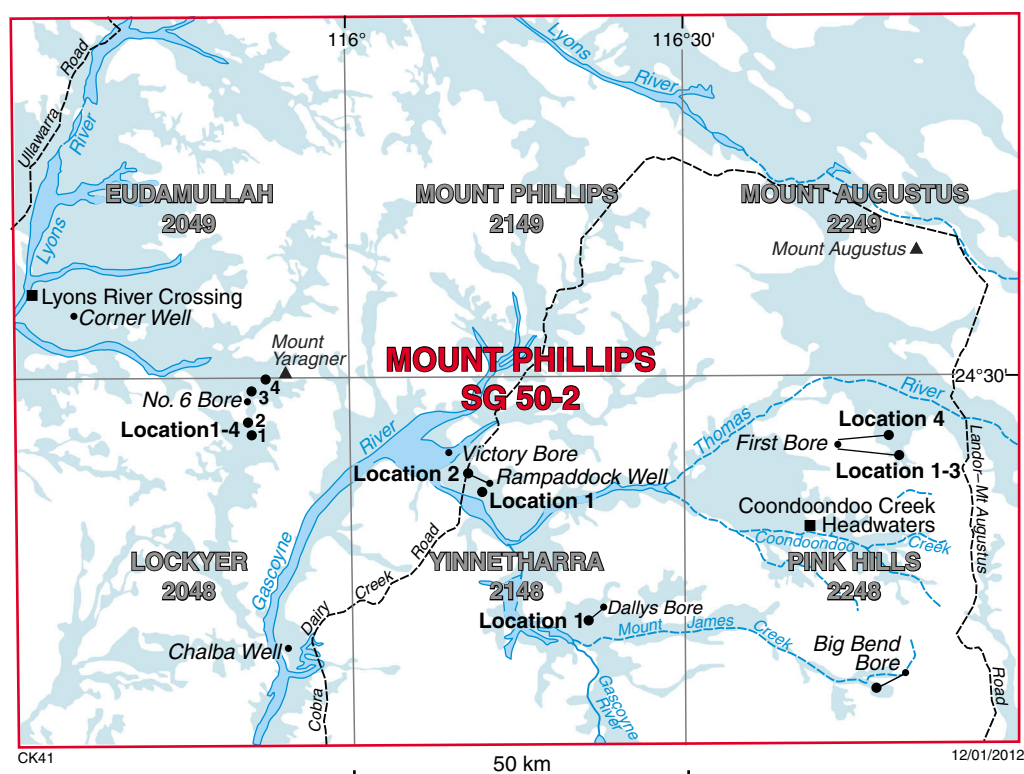 116°
116°30'
Lyons
River
Ullawarra
Road
River
Lyons
EUDAMULLAH
2049
MOUNT PHILLIPS
2149
MOUNT AUGUSTUS
2249
Mount Augustus
Lyons River Crossing
Corner Well
Mount
Yaragner
MOUNT PHILLIPS
SG 50-2
24°30'
4
3
No. 6 Bore
2
Location1-4
1
River
Victory Bore
Location 2
Rampaddock Well
Location 1
Thomas
River
Location 4
First Bore
Location 1-3
Landor–Mt Augustus
Coondoondoo Creek
Headwaters
Coondoondoo
Creek
LOCKYER
2048
Gascoyne
Road
Creek
Dairy
Cobra
YINNETHARRA
2148
PINK HILLS
2248
Dallys Bore
Location 1
Mount James
Creek
Chalba Well
Big Bend
Bore
Gascoyne
River
Road
CK41
50 km
12/01/2012